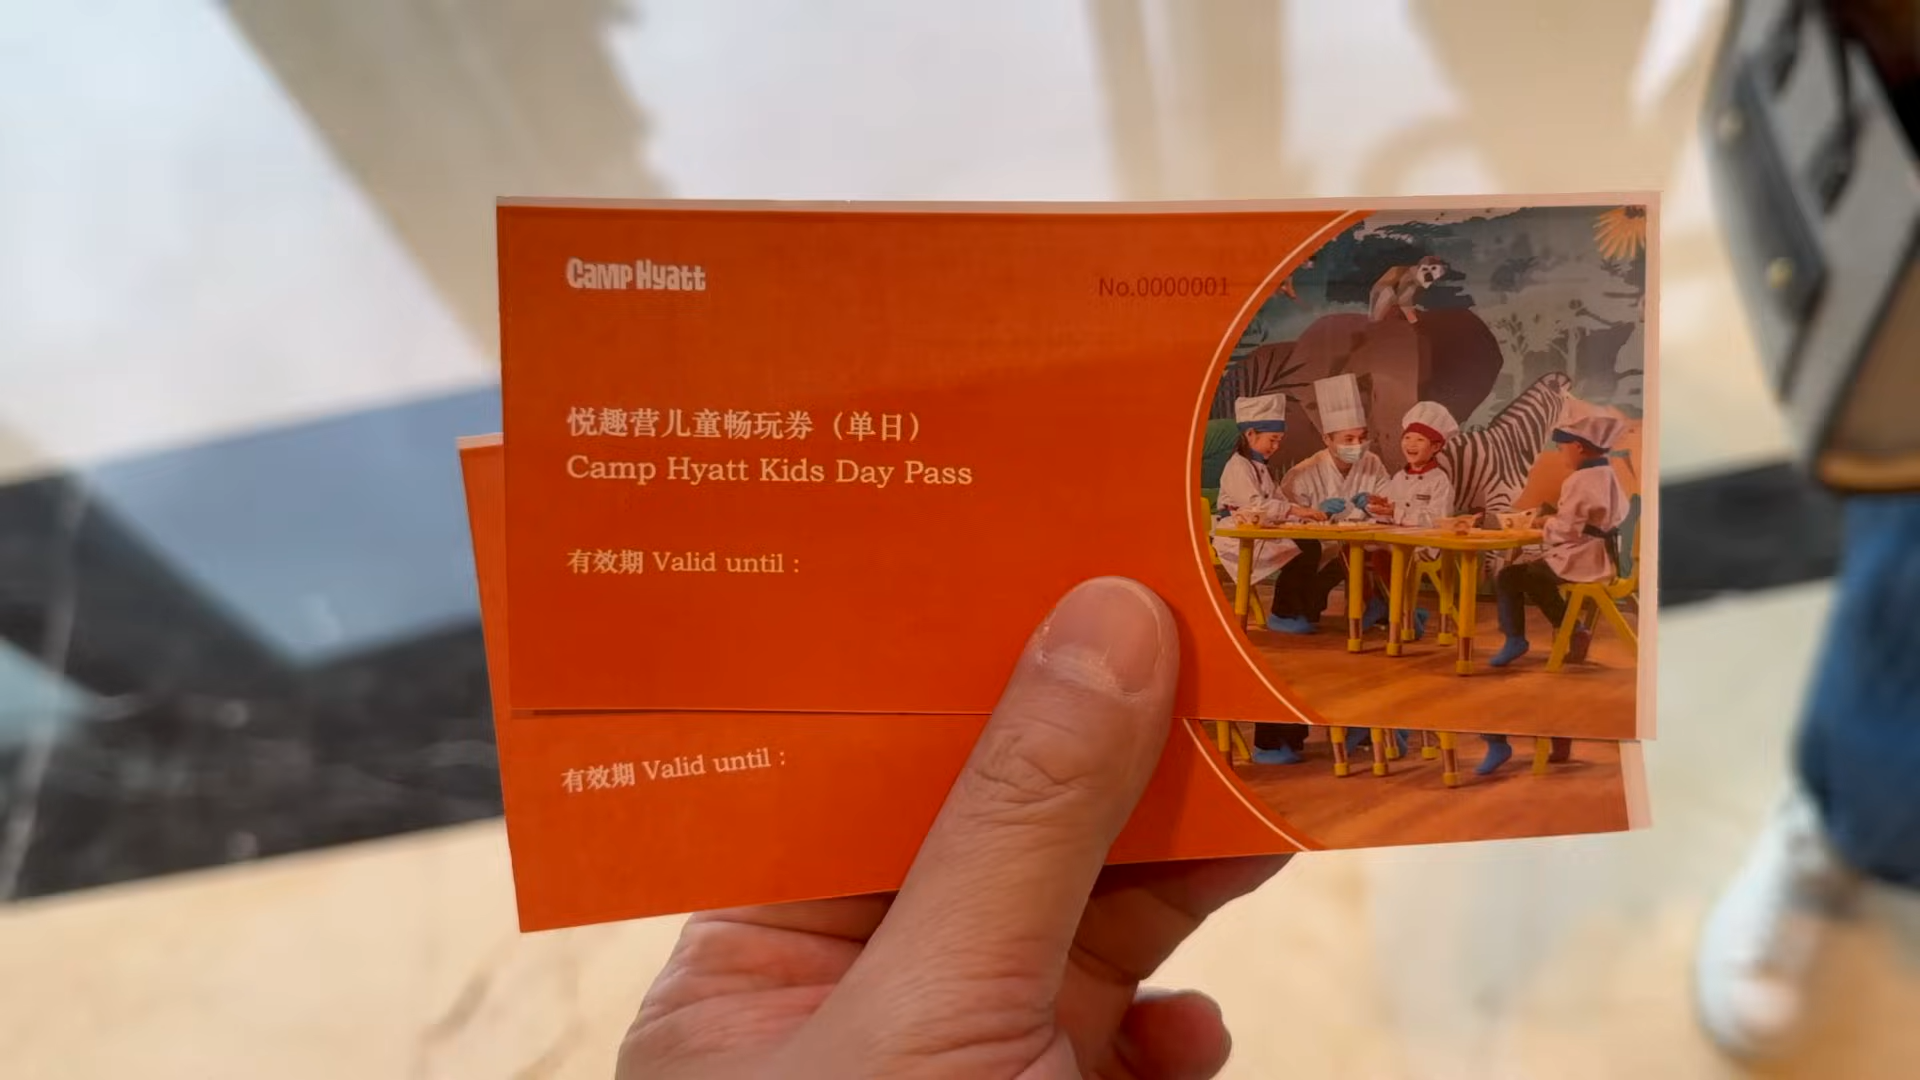 Camp Hyatt
No.0000001
悦趣营儿童畅玩券（单日）
Camp Hyatt Kids Day Pass
有效期 Valid until :
有效期 Valid until :